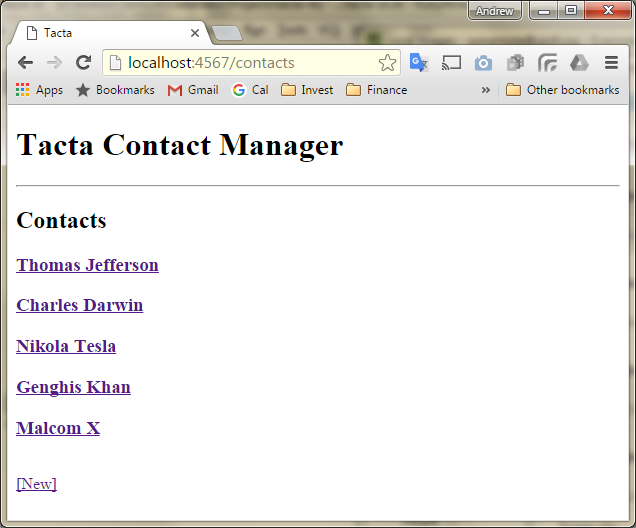 Andrew
Tacta
localhost:4567/contacts
Apps Bookmarks Gmail Cal Invest Finance » Other bookmarks
Tacta Contact Manager
Contacts
Thomas Jefferson
Charles Darwin
Nikola Tesla
Genghis Khan
Malcom X
[New]